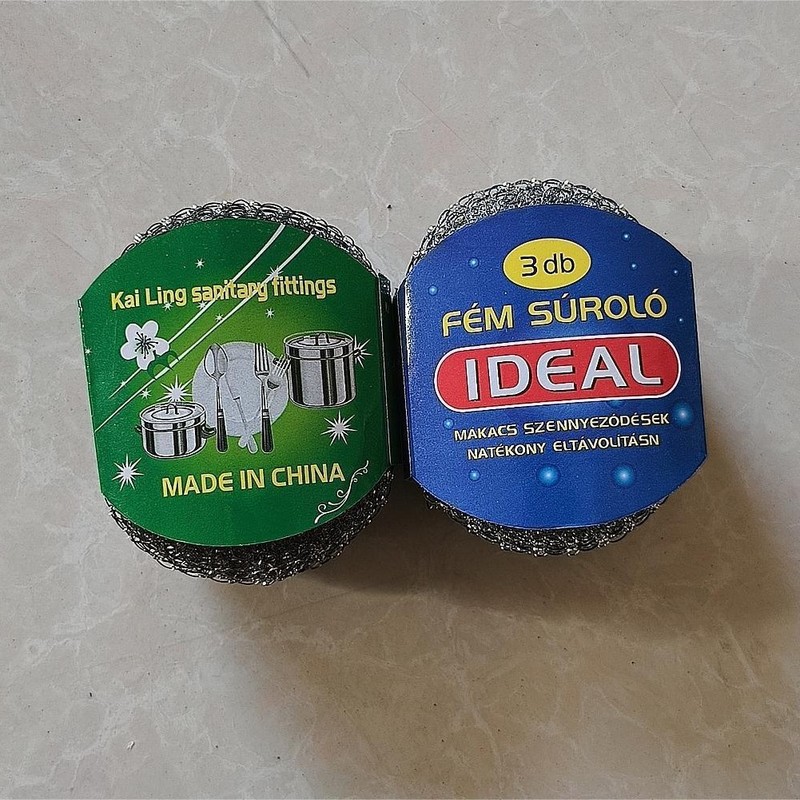 Kai Ling sanitary fittings
MADE IN CHINA
3 db
FÉM SÚROLÓ
IDEAL
MAKACS SZENNYEZŐDÉSEK
NATÉKONY ELTÁVOLÍTÁSN